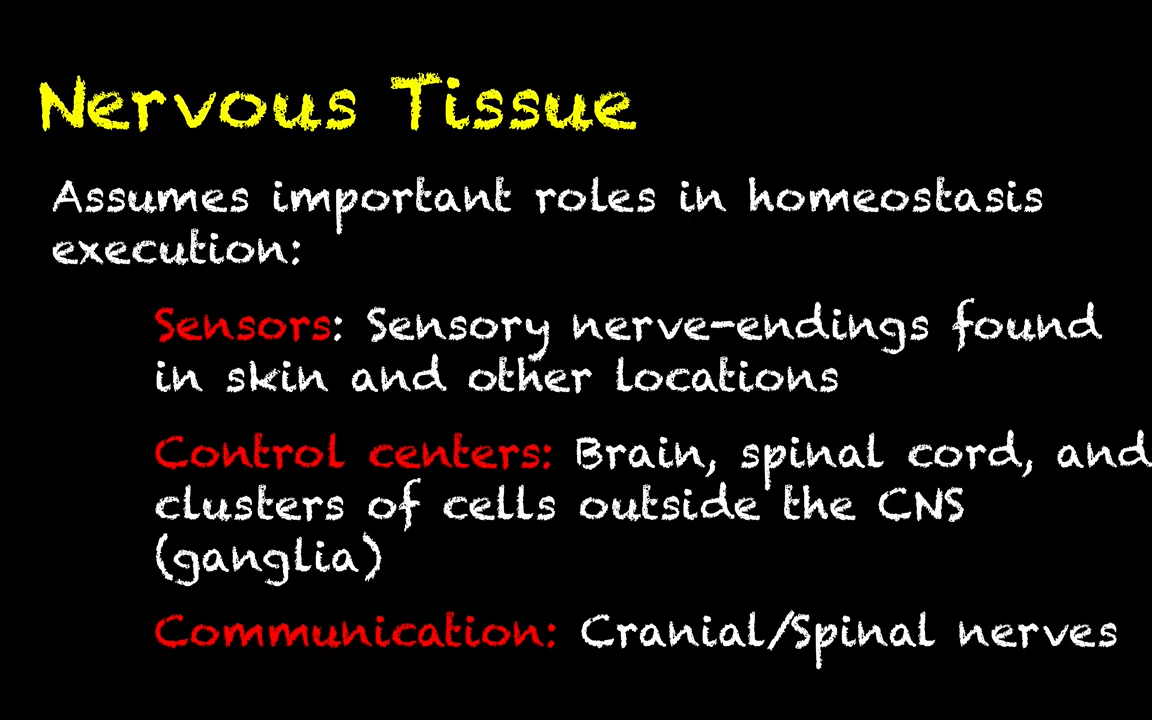 Nervous Tissue
Assumes important roles in homeostasis
execution:
Sensors: Sensory nerve-endings found
in skin and other locations
Control centers: Brain, spinal cord, and
clusters of cells outside the CNS
(ganglia)
Communication: Cranial/Spinal nerves